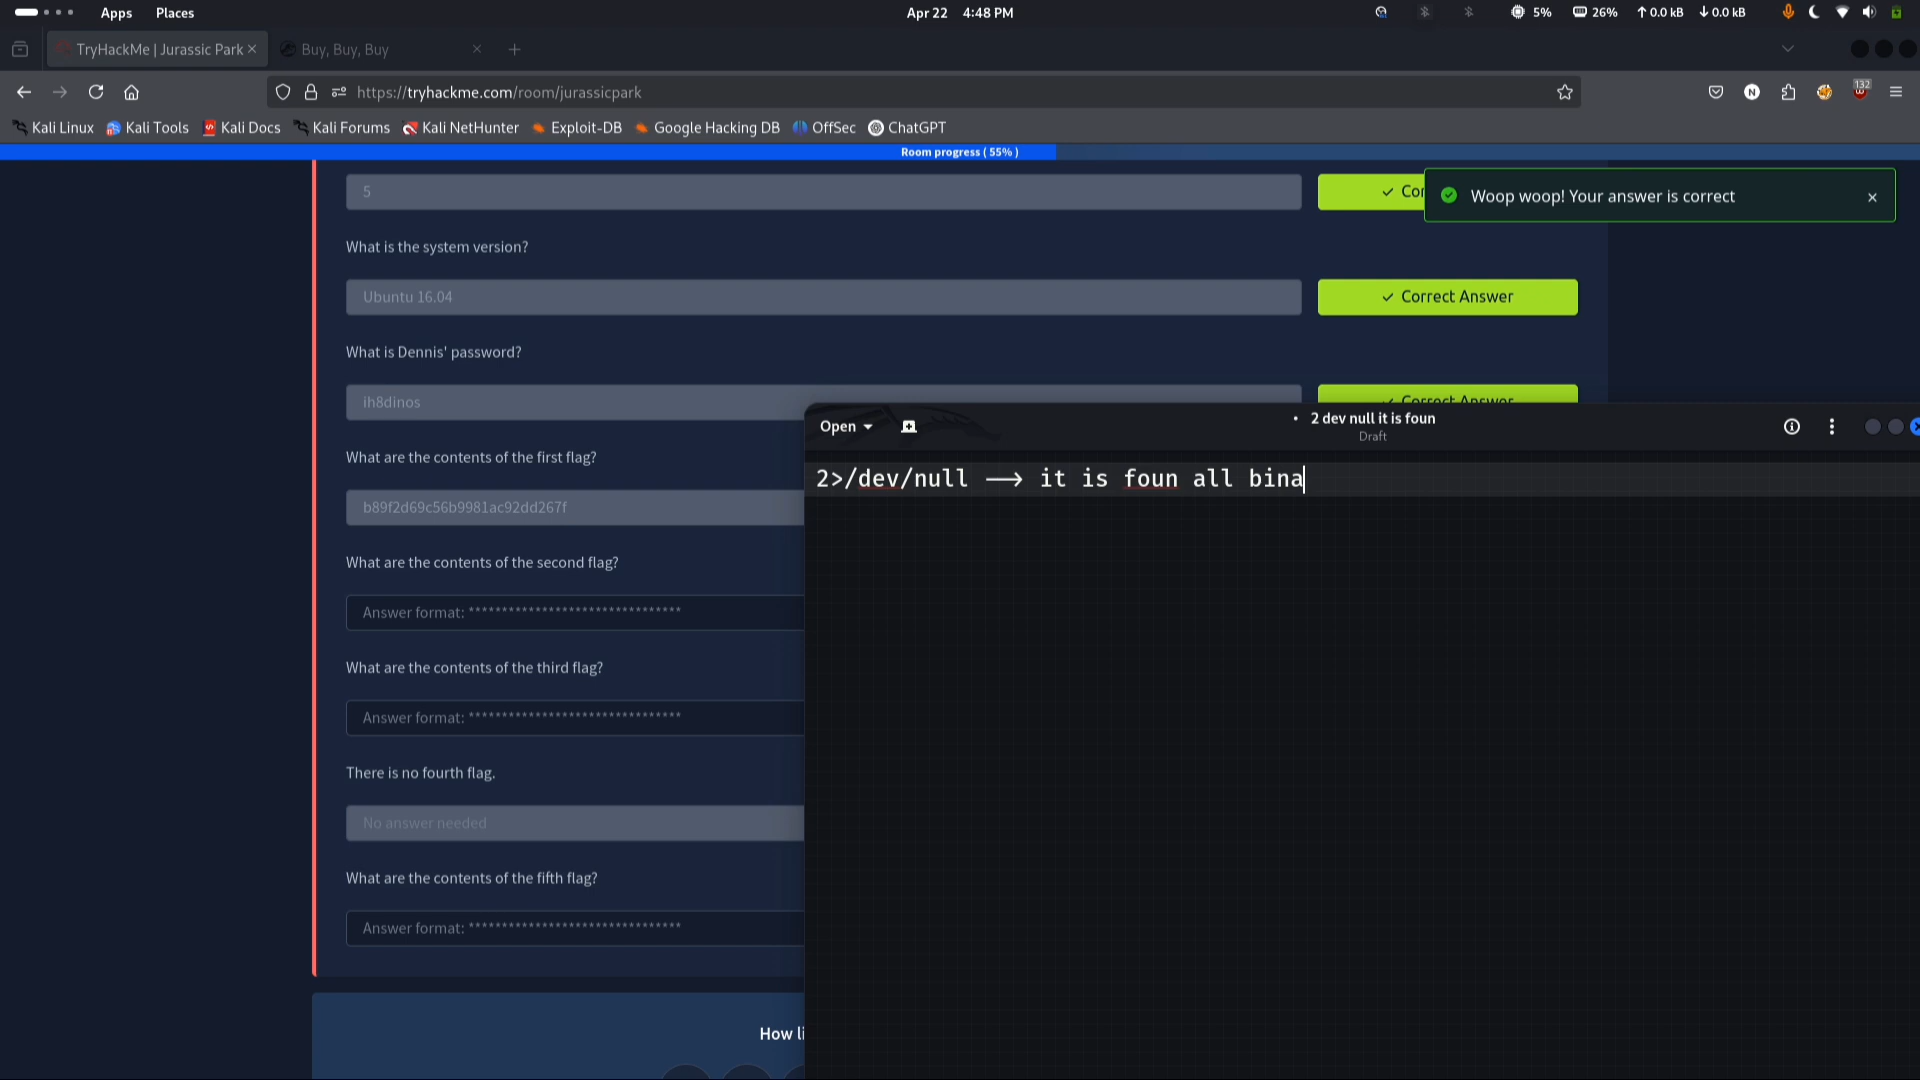 Apps Places Apr 22 4:48 PM 5% 26% 0.0 kB 0.0 kB
TryHackMe | Jurassic Park Buy, Buy, Buy
https://tryhackme.com/room/jurassicpark 132
Kali Linux Kali Tools Kali Docs Kali Forums Kali NetHunter Exploit-DB Google Hacking DB OffSec ChatGPT
Room progress ( 55% )
5 Cor
Woop woop! Your answer is correct
What is the system version?
Ubuntu 16.04 Correct Answer
What is Dennis' password?
ih8dinos Correct Answer
Open 2 dev null it is foun
Draft
What are the contents of the first flag?
2>/dev/null --> it is foun all bina
b89f2d69c56b9981ac92dd267f
What are the contents of the second flag?
Answer format: ********************************
What are the contents of the third flag?
Answer format: ********************************
There is no fourth flag.
No answer needed
What are the contents of the fifth flag?
Answer format: ********************************
How li